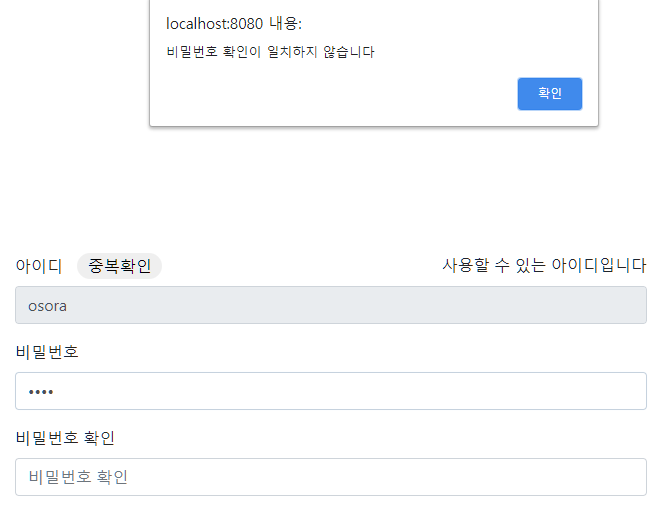 localhost:8080 내용:
비밀번호 확인이 일치하지 않습니다
확인
아이디 중복확인 사용할 수 있는 아이디입니다
osora
비밀번호
••••
비밀번호 확인
비밀번호 확인